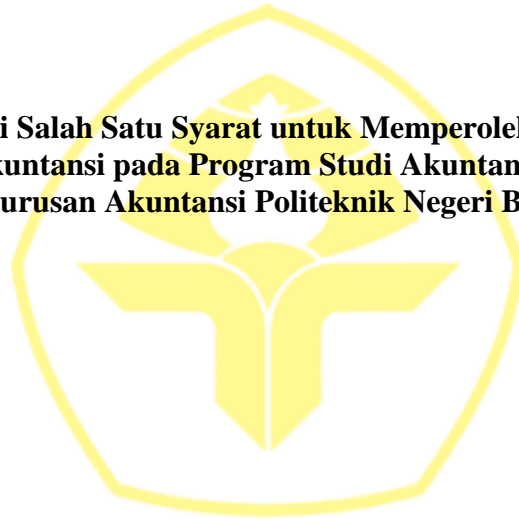 i Salah Satu Syarat untuk Memperoleh
kuntansi pada Program Studi Akuntan
urusan Akuntansi Politeknik Negeri B